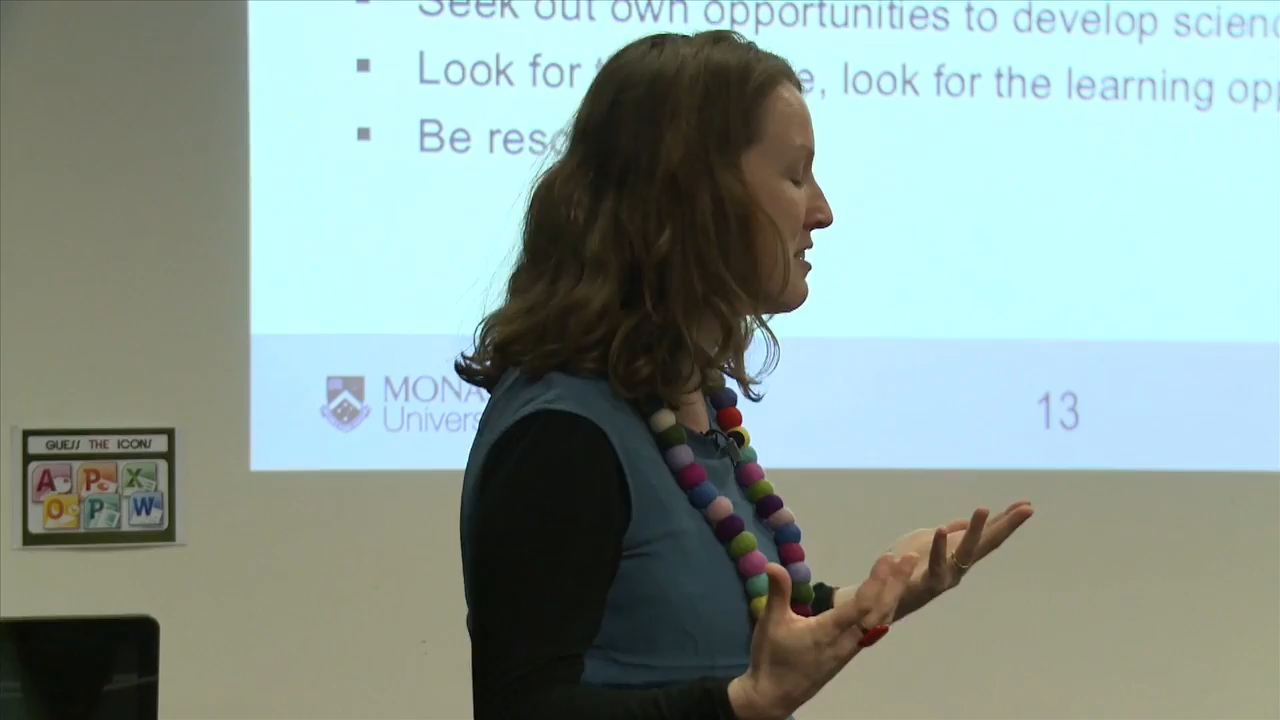 Seek out own opportunities to develop scienc
Look for e, look for the learning opp
Be reso
MONA
Univers
13
GUESS THE ICONS
A P X
O P W